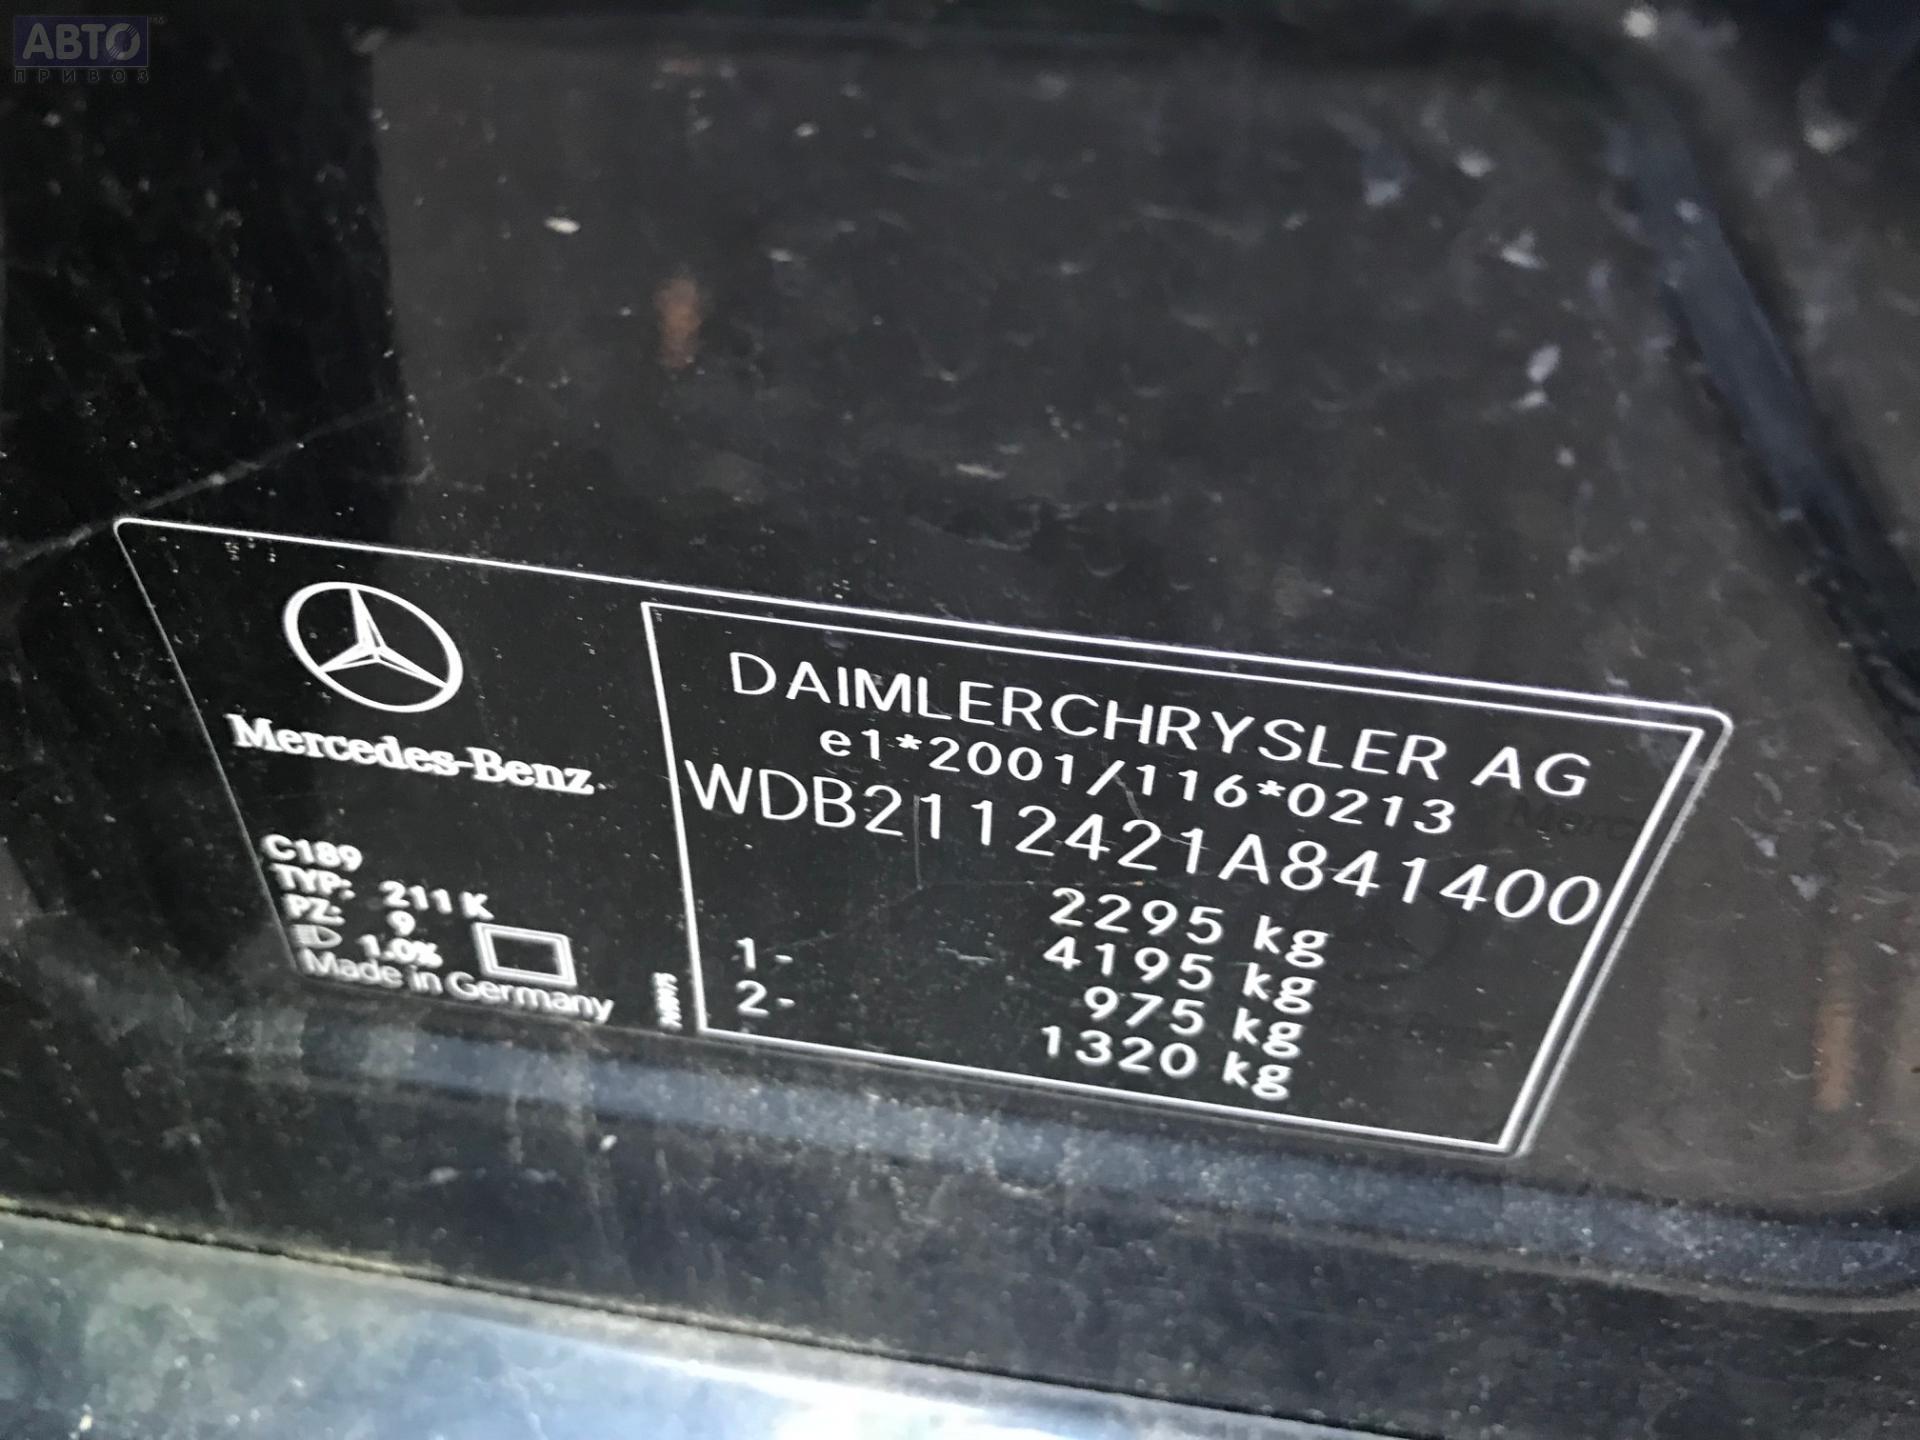 АВТО
ПРИВОЗ
Mercedes-Benz
C189
TYP: 211 K
PZ: 9
1.0%
Made in Germany
DAIMLERCHRYSLER AG
e1*2001/116*0213
WDB2112421A841400
2295 kg
4195 kg
1- 975 kg
2- 1320 kg